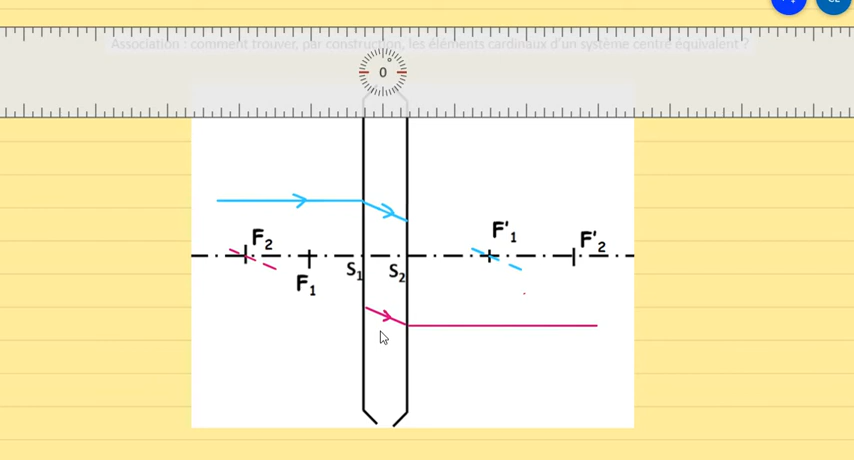 Association : comment trouver, par construction, les éléments cardinaux d'un système centré équivalent ?
0
F'1
F2
F'2
S1 S2
F1